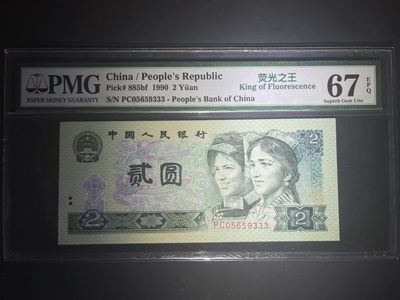 PMG
PAPER MONEY GUARANTY
China / People's Republic
Pick# 885bf 1990 2 Yüan
S/N PC05659333 - People's Bank of China
荧光之王
King of Fluorescence
67 EPQ
Superb Gem Unc
中国人民银行
贰圆
2
2
PC05659333
2
2